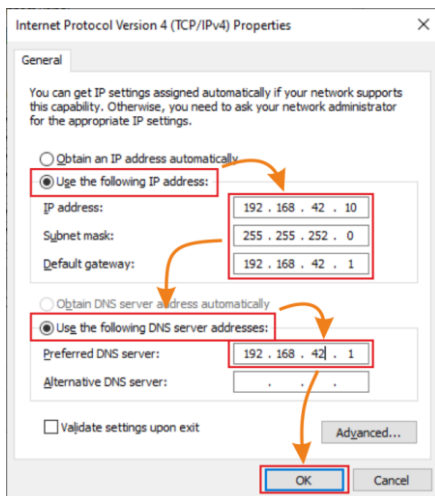 Internet Protocol Version 4 (TCP/IPv4) Properties
General
You can get IP settings assigned automatically if your network supports
this capability. Otherwise, you need to ask your network administrator
for the appropriate IP settings.
Obtain an IP address automatically
Use the following IP address:
IP address: 192 . 168 . 42 . 10
Subnet mask: 255 . 255 . 252 . 0
Default gateway: 192 . 168 . 42 . 1
Obtain DNS server address automatically
Use the following DNS server addresses:
Preferred DNS server: 192 . 168 . 42 . 1
Alternative DNS server: . . .
Validate settings upon exit
Advanced...
OK Cancel